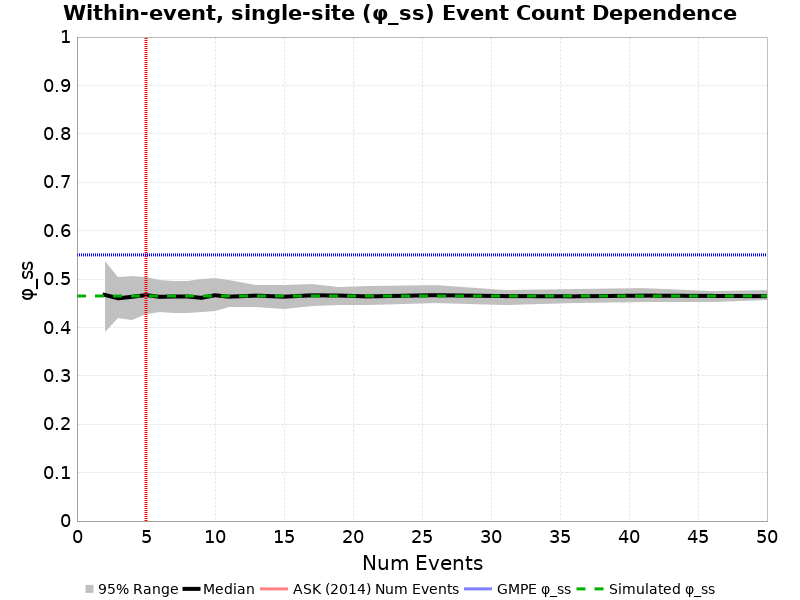 Within-event, single-site (φ_ss) Event Count Dependence
1
0.9
0.8
0.7
0.6
0.5
0.4
0.3
0.2
0.1
0
φ_ss
0 5 10 15 20 25 30 35 40 45 50
Num Events
95% Range Median ASK (2014) Num Events GMPE φ_ss Simulated φ_ss